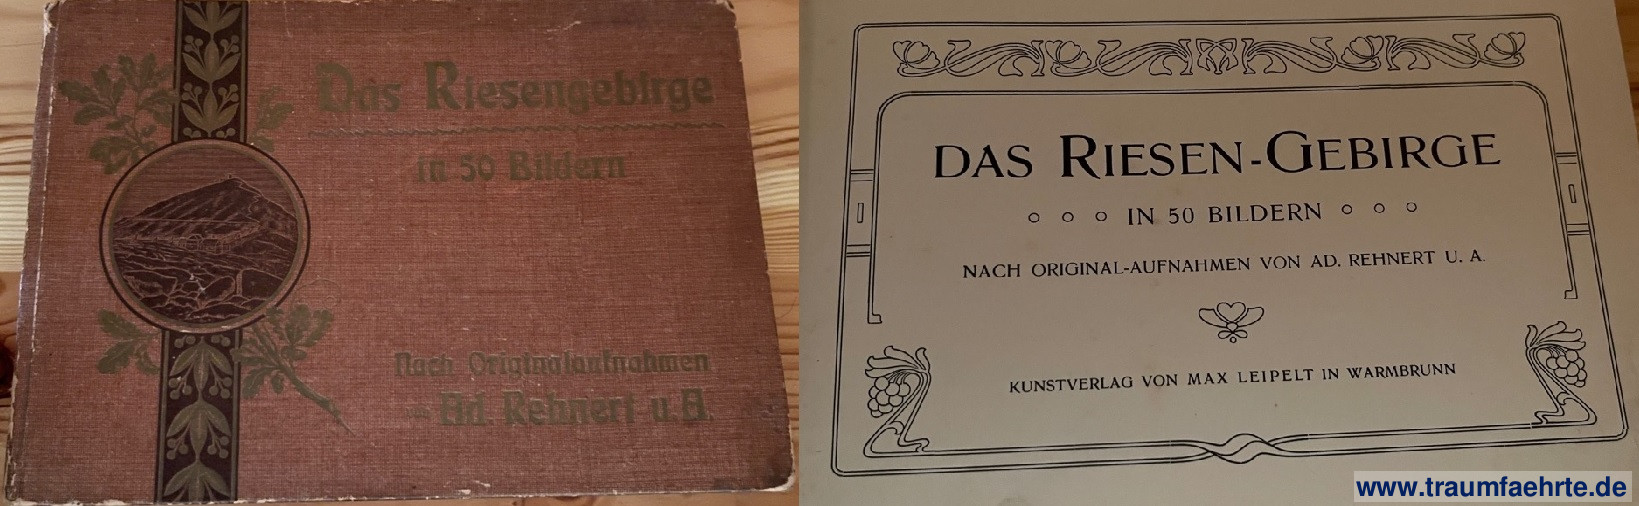 Das Riesengebirge
in 50 Bildern
Nach Originalaufnahmen
Ad. Rehnert u.A.
DAS RIESEN-GEBIRGE
IN 50 BILDERN
NACH ORIGINAL-AUFNAHMEN VON AD. REHNERT U. A.
KUNSTVERLAG VON MAX LEIPELT IN WARMBRUNN
www.traumfaehrte.de